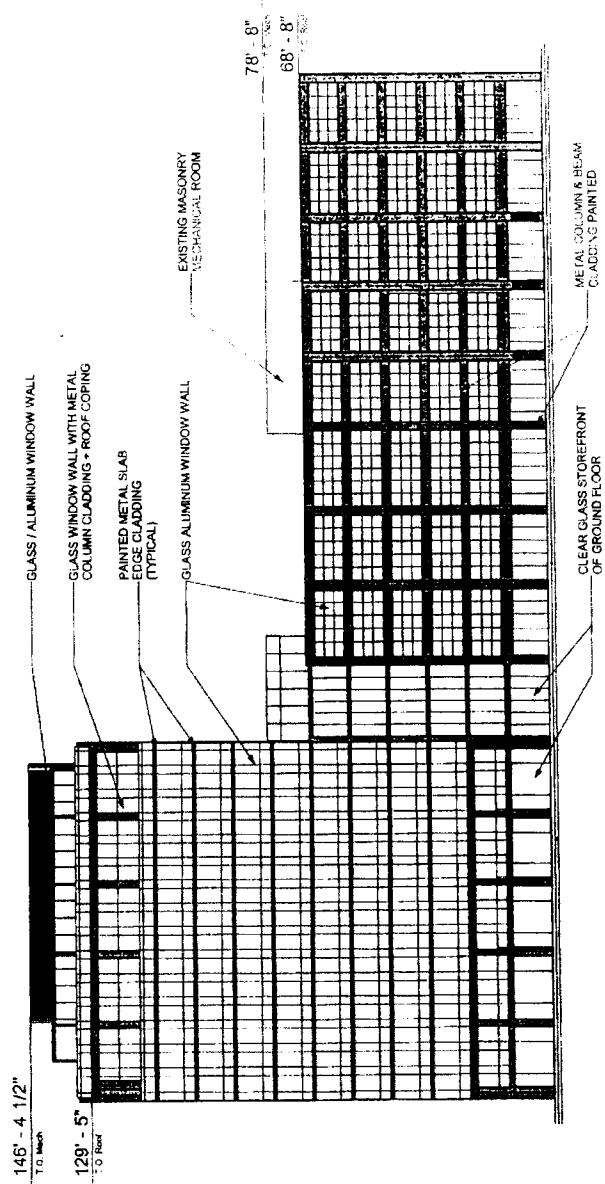 146' - 4 1/2"
T.O. Mech
129' - 5"
T.O. Roof
GLASS / ALUMINUM WINDOW WALL
GLASS WINDOW WALL WITH METAL
COLUMN CLADDING + ROOF COPING
PAINTED METAL SLAB
EDGE CLADDING
(TYPICAL)
GLASS ALUMINUM WINDOW WALL
EXISTING MASONRY
MECHANICAL ROOM
78' - 8"
T.O. Mech
68' - 8"
T.O. Roof
CLEAR GLASS STOREFRONT
OF GROUND FLOOR
METAL COLUMN & BEAM
CLADDING PAINTED